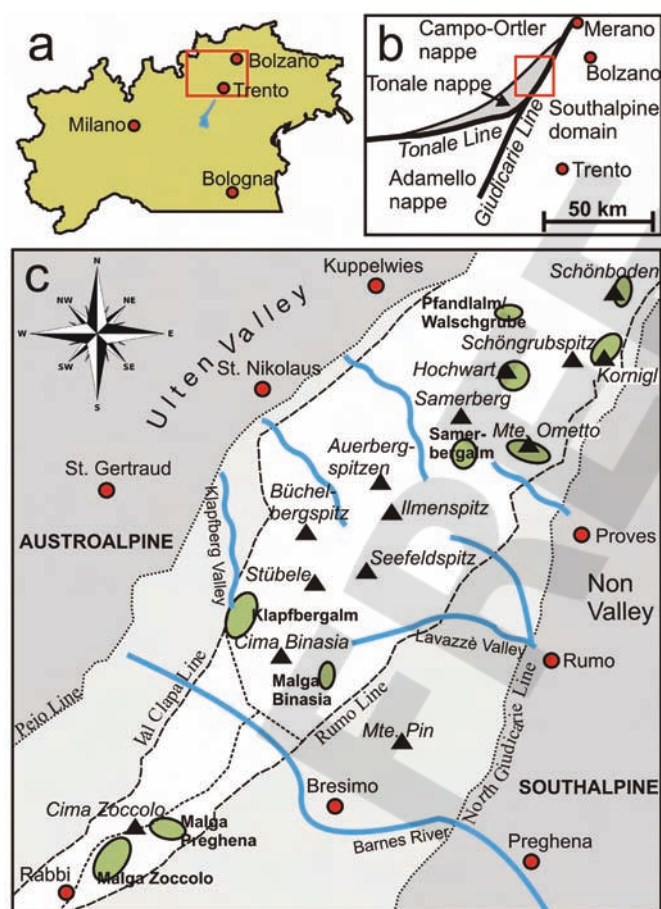 a
Bolzano
Trento
Milano
Bologna
b
Campo-Ortler
nappe
Merano
Bolzano
Tonale nappe
Southalpine
domain
Tonale Line
Giudicarie Line
Adamello
nappe
Trento
50 km
c
N
NW
NE
W
E
SW
SE
S
Kuppelwies
Schönboden
Ulten Valley
Pfandlalm/
Walschgrube
Schöngrubspitz
St. Nikolaus
Hochwart
Kornigl
Samerberg
Samer-
bergalm
Mte. Ometto
Auerberg-
spitzen
St. Gertraud
Klapfberg Valley
Büchel-
bergspitz
Ilmenspitz
AUSTROALPINE
Proves
Stübele
Seefeldspitz
Non
Valley
Klapfbergalm
Cima Binasia
Lavazzè Valley
Rumo
Malga
Binasia
Peio Line
Val Clapa Line
Rumo Line
North Giudicarie Line
Mte. Pin
Bresimo
SOUTHALPINE
Cima Zoccolo
Malga
Preghena
Barnes River
Preghena
Rabbi
Malga Zoccolo
FREE